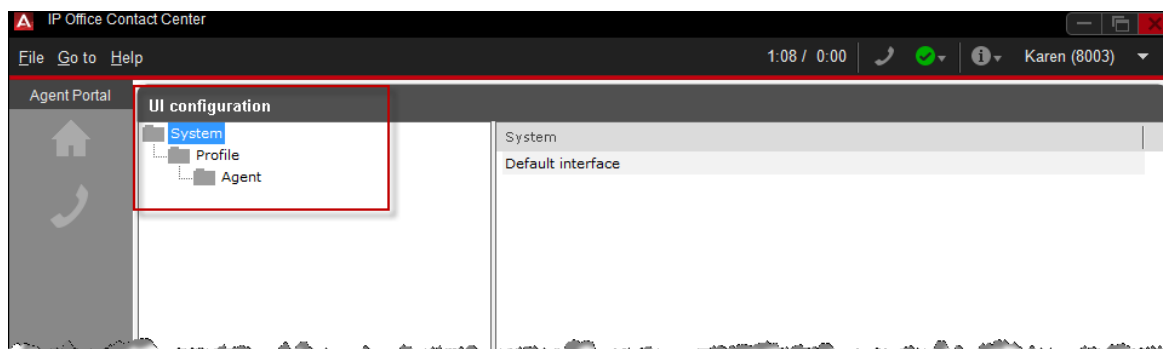 IP Office Contact Center
File Go to Help
1:08 / 0:00
Karen (8003)
Agent Portal
UI configuration
System
Profile
Agent
System
Default interface